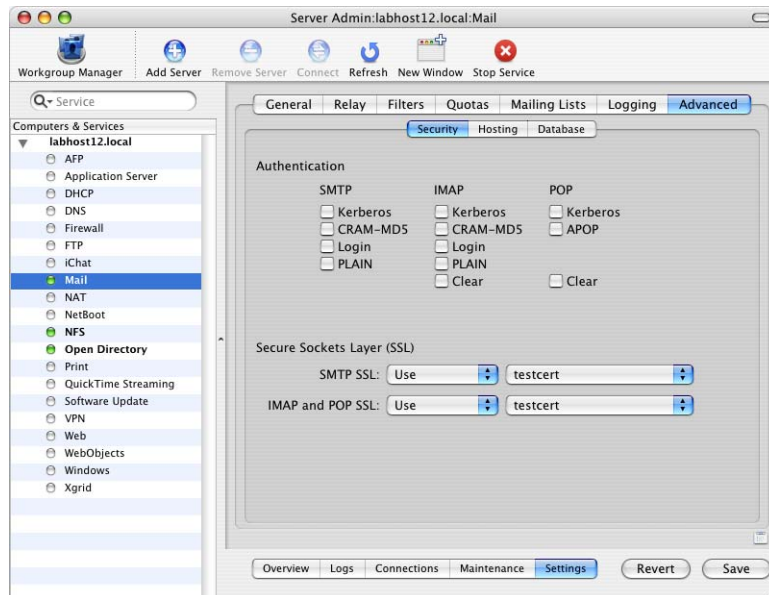 Server Admin:labhost12.local:Mail
Workgroup Manager Add Server Remove Server Connect Refresh New Window Stop Service
Service
General Relay Filters Quotas Mailing Lists Logging Advanced
Computers & Services
Security Hosting Database
labhost12.local
AFP
Application Server
DHCP
DNS
Firewall
FTP
iChat
Mail
NAT
NetBoot
NFS
Open Directory
Print
QuickTime Streaming
Software Update
VPN
Web
WebObjects
Windows
Xgrid
Authentication
SMTP IMAP POP
Kerberos Kerberos Kerberos
CRAM-MD5 CRAM-MD5 APOP
Login Login
PLAIN PLAIN
Clear Clear
Secure Sockets Layer (SSL)
SMTP SSL: Use testcert
IMAP and POP SSL: Use testcert
Overview Logs Connections Maintenance Settings Revert Save